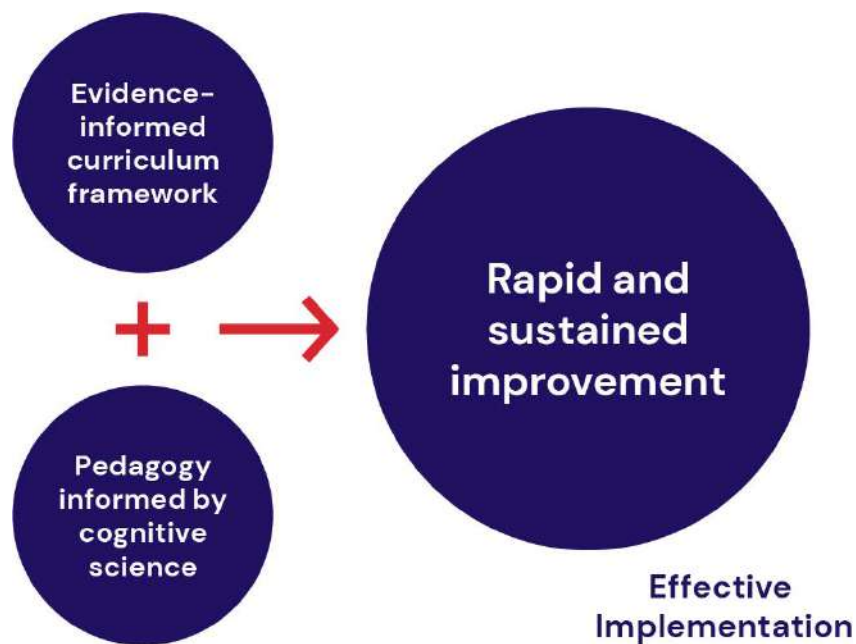 Evidence-
informed
curriculum
framework
+
Pedagogy
informed by
cognitive
science
Rapid and
sustained
improvement
Effective
Implementation